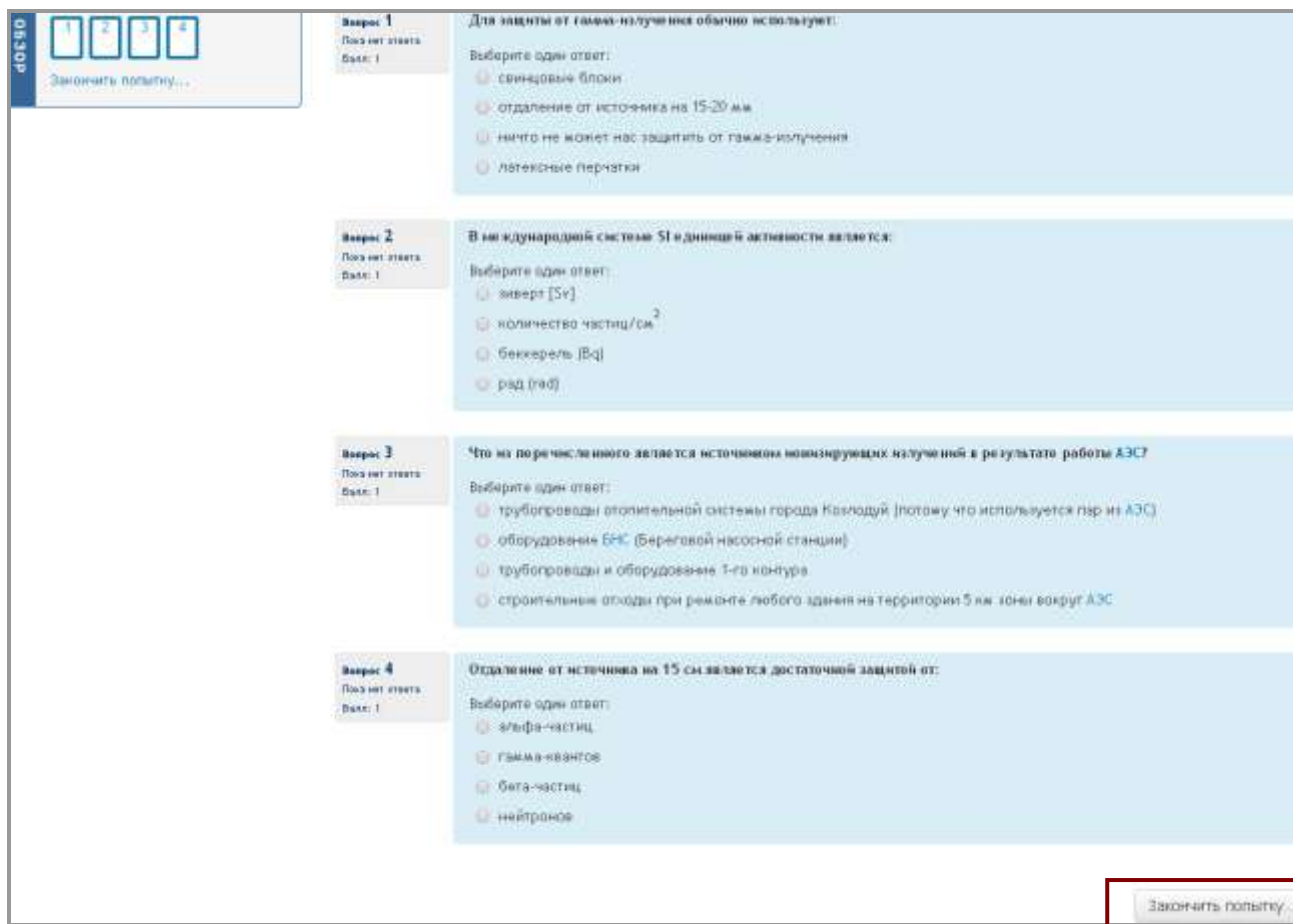 ОБЗОР
1 2 3 4
Закончить попытку...
Вопрос 1
Пока нет ответа
Балл: 1
Для защиты от гамма-излучения обычно используют:
Выберите один ответ:
свинцовые блоки
отдаление от источника на 15-20 мм
ничто не может нас защитить от гамма-излучения
латексные перчатки
Вопрос 2
Пока нет ответа
Балл: 1
В международной системе SI единицей активности является:
Выберите один ответ:
зиверт [Sv]
количество частиц/см²
беккерель [Bq]
рад (rad)
Вопрос 3
Пока нет ответа
Балл: 1
Что из перечисленного является источником ионизирующих излучений в результате работы АЭС?
Выберите один ответ:
трубопроводы отопительной системы города Козлодуй (потому что используется пар из АЭС)
оборудование БНС (Береговой насосной станции)
трубопроводы и оборудование 1-го контура
строительные отходы при ремонте любого здания на территории 5 км зоны вокруг АЭС
Вопрос 4
Пока нет ответа
Балл: 1
Отдаление от источника на 15 см является достаточной защитой от:
Выберите один ответ:
альфа-частиц
гамма-квантов
бета-частиц
нейтронов
Закончить попытку...